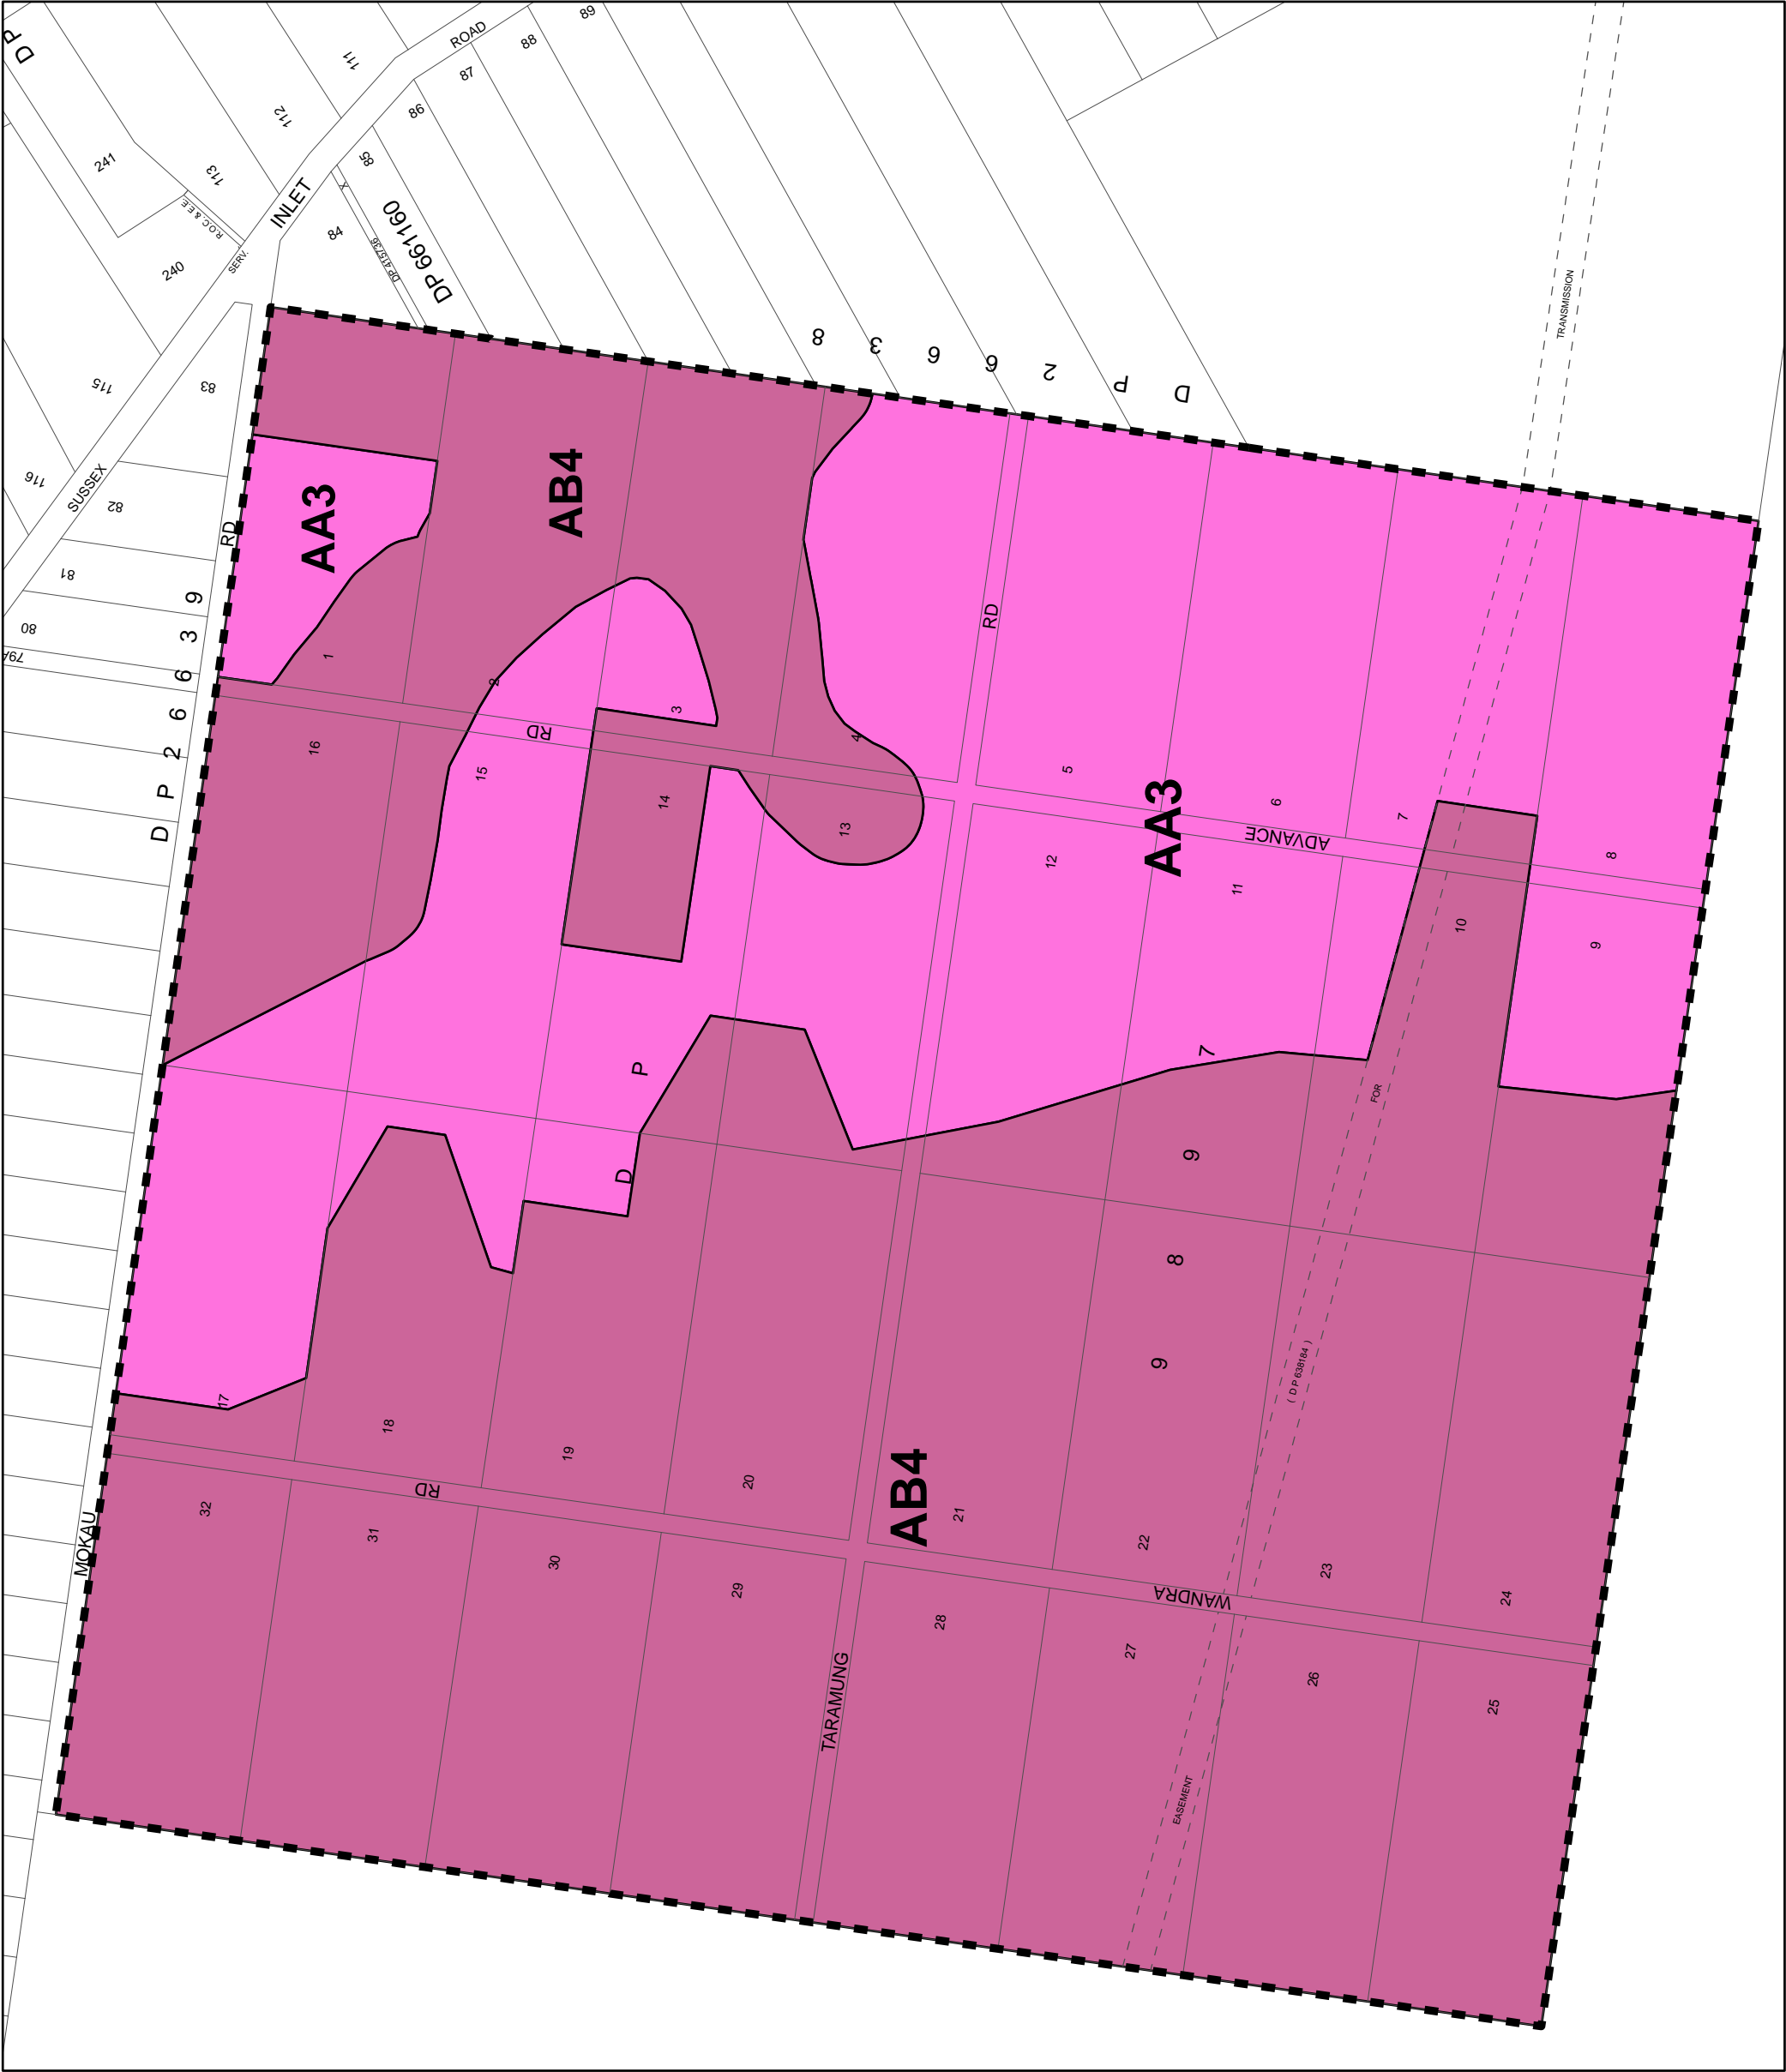 DP
89
ROAD
88
87
111
86
112
85
241
113
X
INLET
R.O.C. & E.E.
DP 661160
84
DP 415736
SERV.
240
TRANSMISSION
D P 2 6 6 3 8
115
83
116
SUSSEX
82
RD
AA3
AB4
81
D P 2 6 6 3 9
80
79A
RD
1
2
3
4
RD
16
15
14
13
5
6
7
8
AA3
ADVANCE
12
11
10
9
D P 7 9 8 6 9
FOR
( D P 638184 )
17
18
19
20
21
22
23
24
AB4
RD
WANDRA
MOKAU
32
31
30
29
28
27
26
25
TARAMUNG
EASEMENT